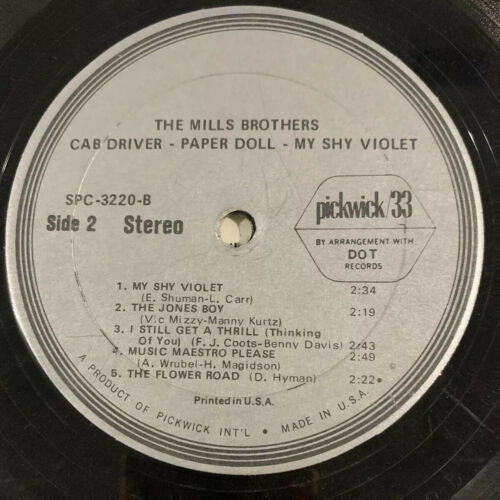 THE MILLS BROTHERS
CAB DRIVER - PAPER DOLL - MY SHY VIOLET
SPC-3220-B
Side 2 Stereo
pickwick/33
BY ARRANGEMENT WITH
DOT
RECORDS
1. MY SHY VIOLET 2:34
(E. Shuman-L. Carr)
2. THE JONES BOY 2:19
(Vic Mizzy-Manny Kurtz)
3. I STILL GET A THRILL (Thinking
Of You) (F. J. Coots-Benny Davis) 2:43
4. MUSIC MAESTRO PLEASE 2:49
(A. Wrubel-H. Magidson)
5. THE FLOWER ROAD (D. Hyman) 2:22
Printed in U.S.A.
A PRODUCT OF PICKWICK INT'L • MADE IN U.S.A. •